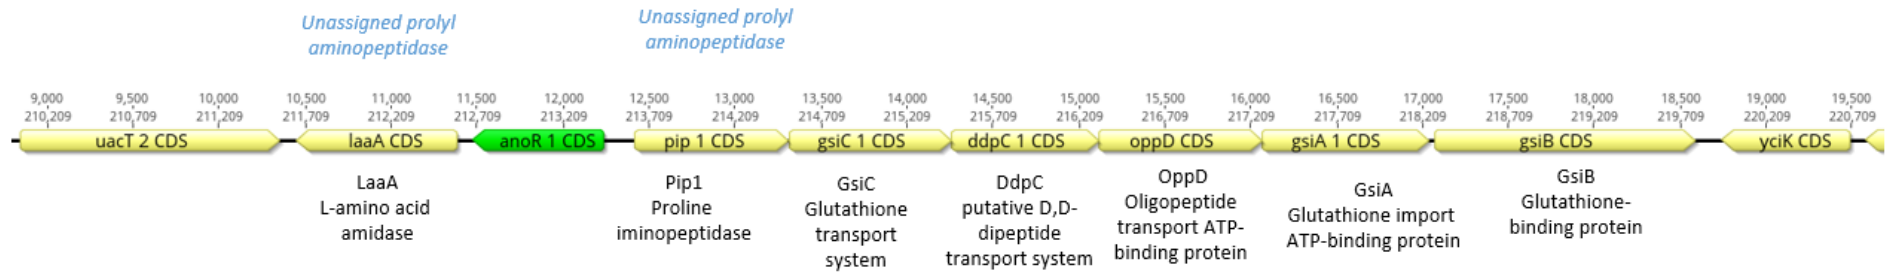 Unassigned prolyl
aminopeptidase
Unassigned prolyl
aminopeptidase
9,000 9,500 10,000 10,500 11,000 11,500 12,000 12,500 13,000 13,500 14,000 14,500 15,000 15,500 16,000 16,500 17,000 17,500 18,000 18,500 19,000 19,500
210,209 210,709 211,209 211,709 212,209 212,709 213,209 213,709 214,209 214,709 215,209 215,709 216,209 216,709 217,209 217,709 218,209 218,709 219,209 219,709 220,209 220,709
uacT 2 CDS laaA CDS anoR 1 CDS pip 1 CDS gsiC 1 CDS ddpC 1 CDS oppD CDS gsiA 1 CDS gsiB CDS yciK CDS
LaaA
L-amino acid
amidase
Pip1
Proline
iminopeptidase
GsiC
Glutathione
transport
system
DdpC
putative D,D-
dipeptide
transport system
OppD
Oligopeptide
transport ATP-
binding protein
GsiA
Glutathione import
ATP-binding protein
GsiB
Glutathione-
binding protein